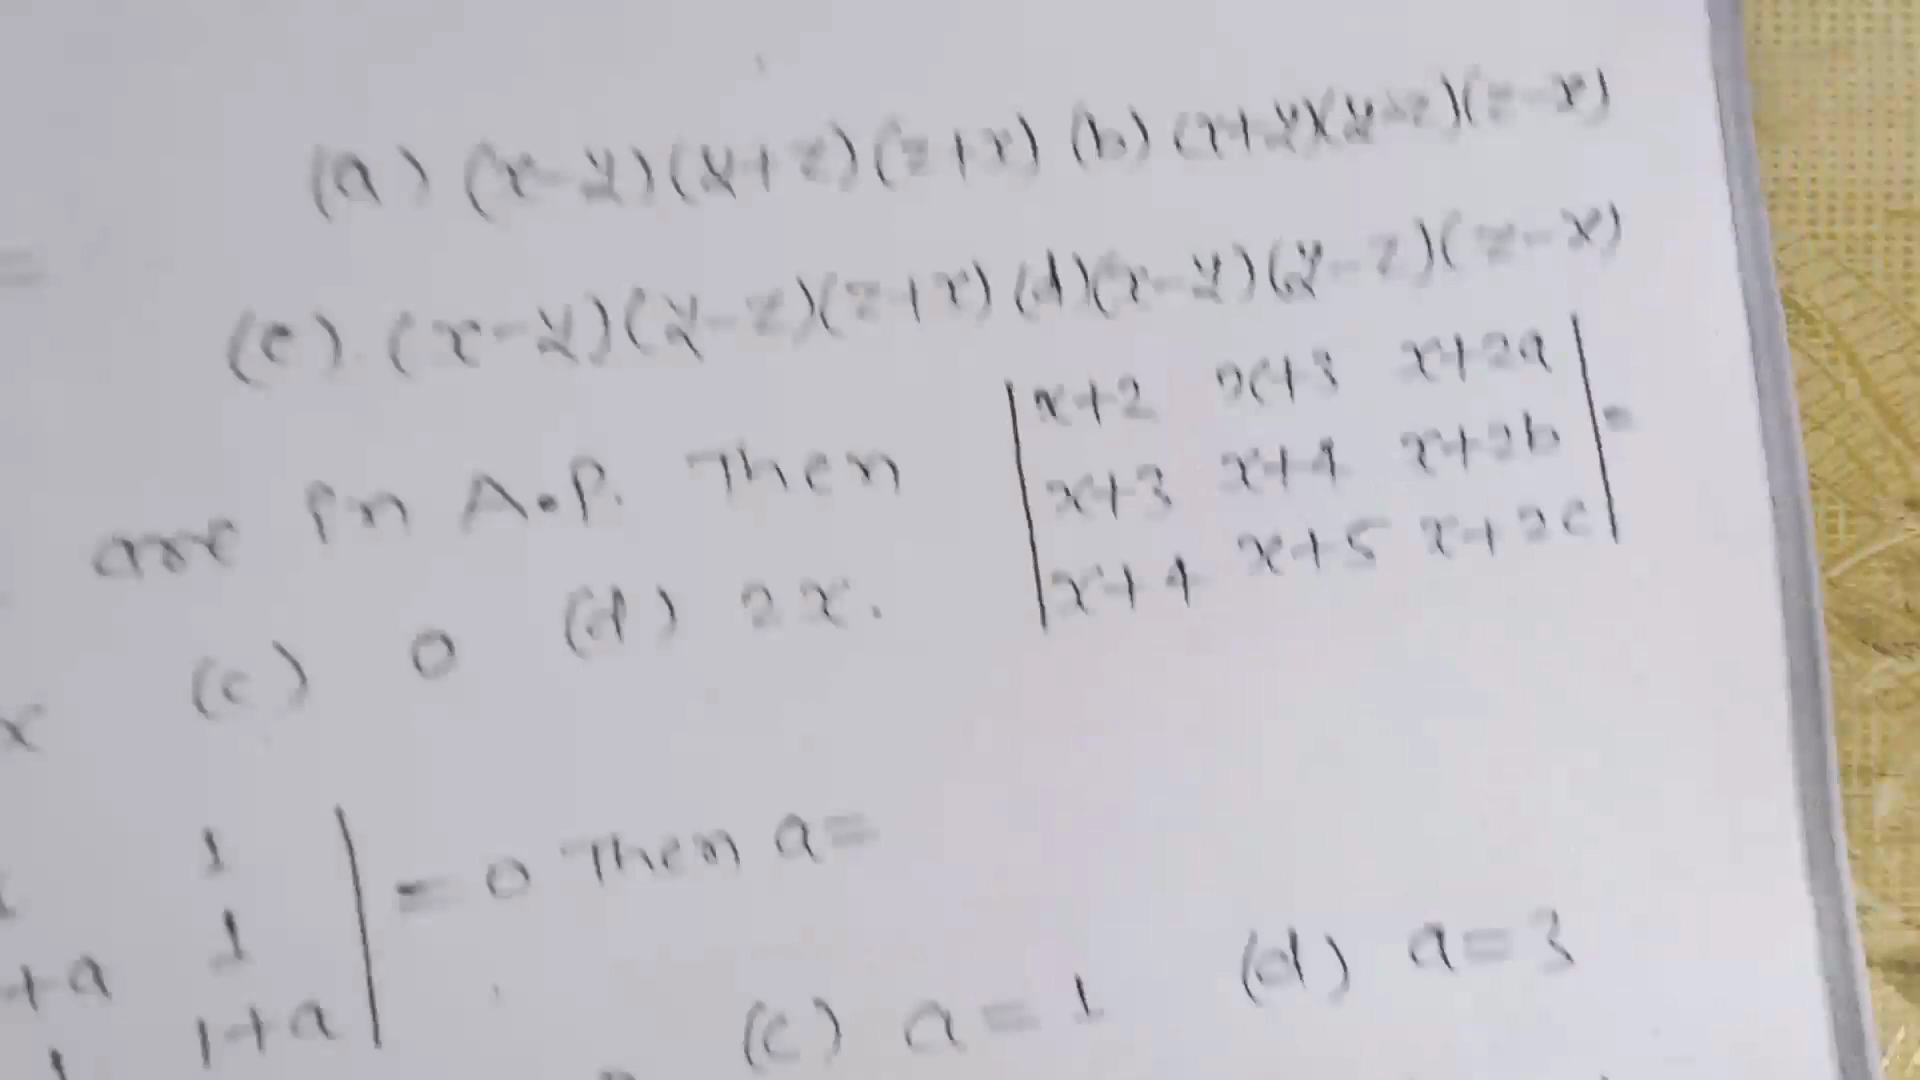 (a) (x-y)(y+z)(z+x) (b) (x+y)(y+z)(z-x)
=
(c) (x-y)(y-z)(z+x) (d) (x-y)(y-z)(z-x)
are in A.P. Then | x+2 x+3 x+2a |
| x+3 x+4 x+2b | =
| x+4 x+5 x+2c |
x (c) 0 (d) 2x.
1 |
+a 1 | = 0 Then a=
1 1+a |
(c) a=1 (d) a=3